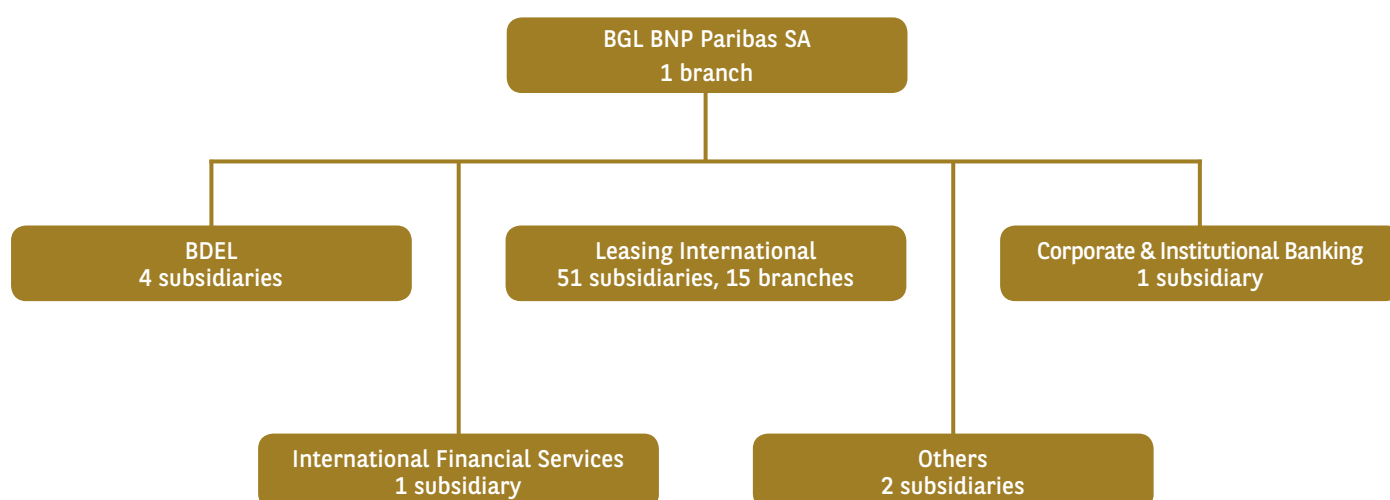 BGL BNP Paribas SA
1 branch
BDEL
4 subsidiaries
Leasing International
51 subsidiaries, 15 branches
Corporate & Institutional Banking
1 subsidiary
International Financial Services
1 subsidiary
Others
2 subsidiaries